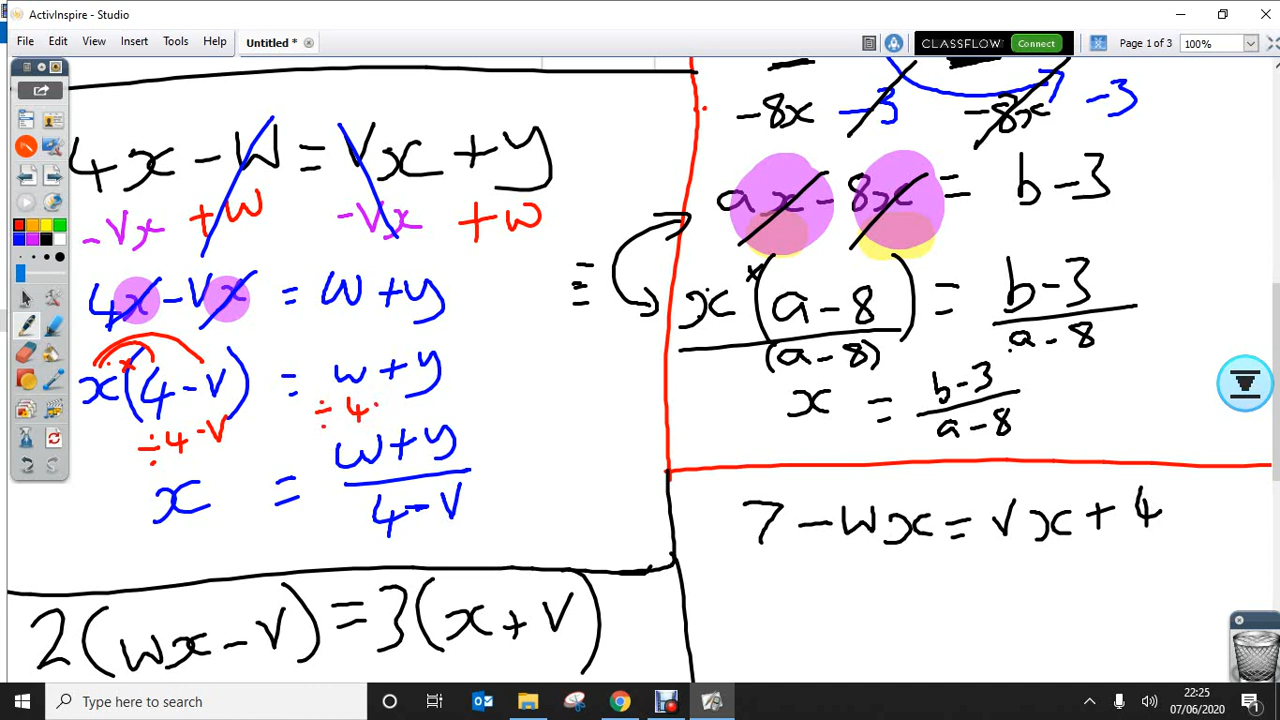 ActivInspire - Studio
File Edit View Insert Tools Help Untitled *
CLASSFLOW Connect Page 1 of 3 100%
4x - W = Vx + y
-Vx +W -Vx +W
4x - Vx = W + y
x(4 - V) = w + y
÷4-V ÷4-
x = w+y
4-V
2(wx - V) = 3(x + V)
-8x -3 -8x -3
ax - 8x = b - 3
x(a - 8) = b - 3
(a - 8) a - 8
x = b-3
a-8
7 - Wx = Vx + 4
Type here to search
22:25
07/06/2020
1